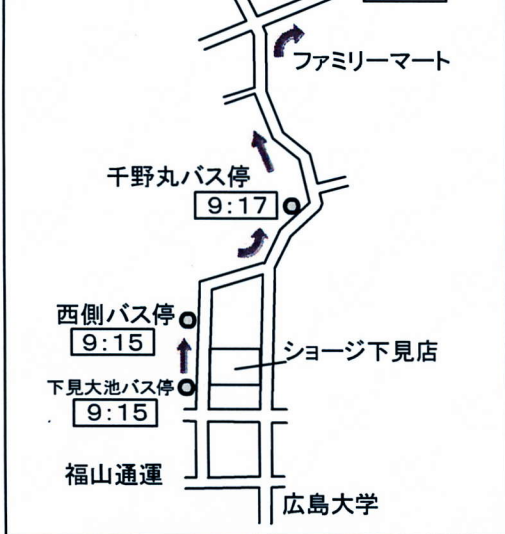 ファミリーマート
千野丸バス停
9:17
西側バス停
9:15
ショージ下見店
下見大池バス停
9:15
福山通運
広島大学